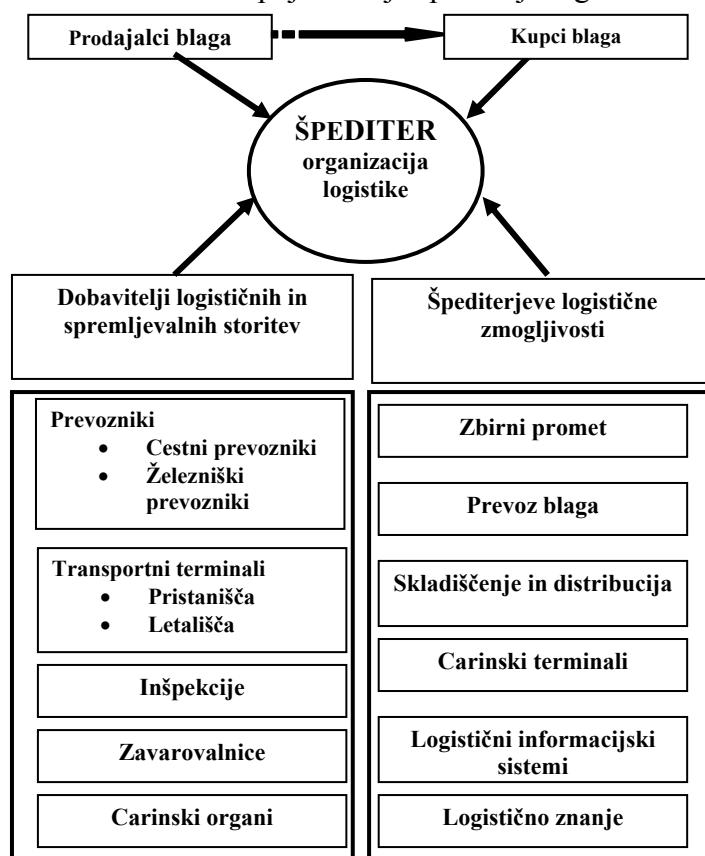 Prodajalci blaga
Kupci blaga
ŠPEDITER
organizacija
logistike
Dobavitelji logističnih in
spremljevalnih storitev
Špediterjeve logistične
zmogljivosti
Prevozniki
• Cestni prevozniki
• Železniški
prevozniki
Transportni terminali
• Pristanišča
• Letališča
Inšpekcije
Zavarovalnice
Carinski organi
Zbirni promet
Prevoz blaga
Skladiščenje in distribucija
Carinski terminali
Logistični informacijski
sistemi
Logistično znanje